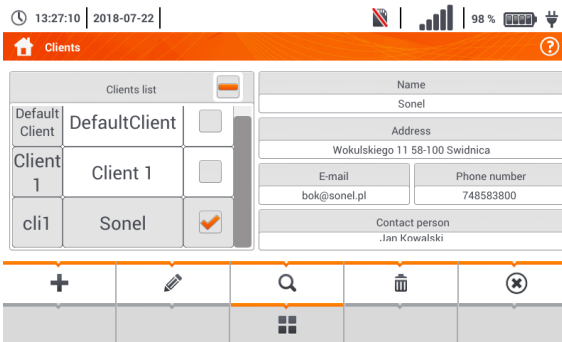 13:27:10 2018-07-22 98 %
Clients ?
Clients list
Default Client DefaultClient
Client 1 Client 1
cli1 Sonel
Name
Sonel
Address
Wokulskiego 11 58-100 Swidnica
E-mail Phone number
bok@sonel.pl 748583800
Contact person
Jan Kowalski